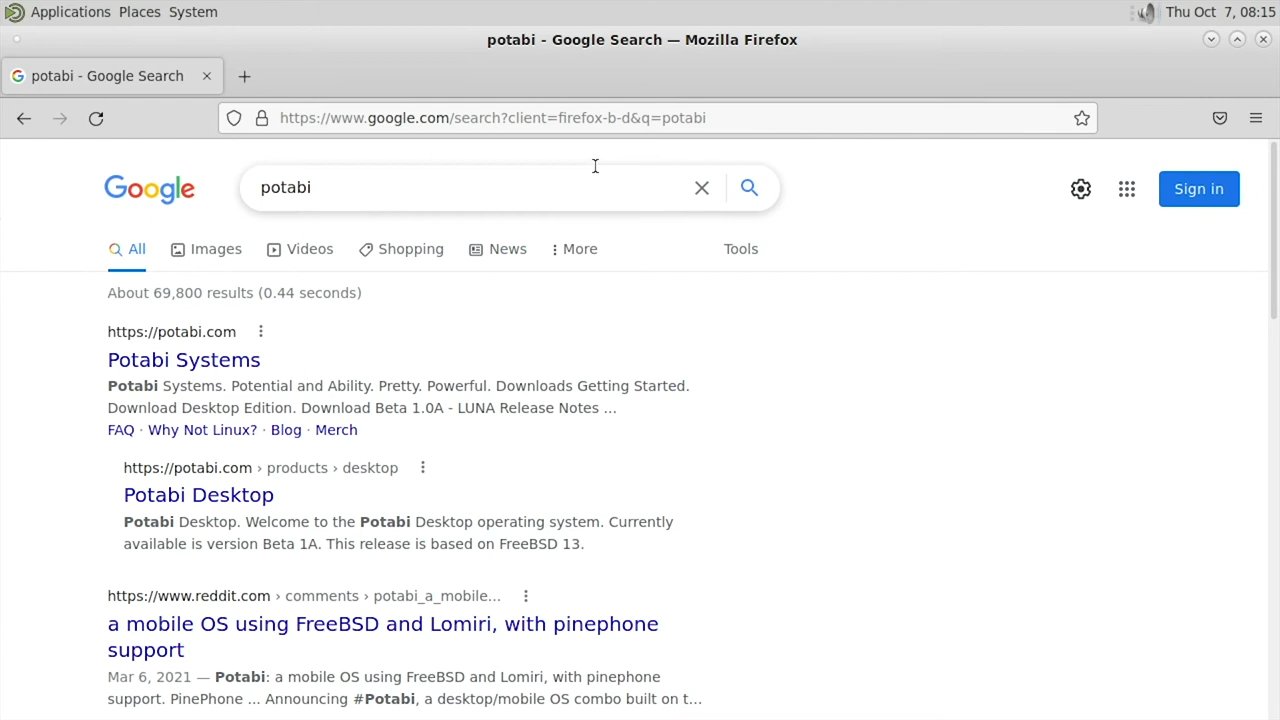 Applications Places System Thu Oct 7, 08:15
potabi - Google Search — Mozilla Firefox
potabi - Google Search
https://www.google.com/search?client=firefox-b-d&q=potabi
Google potabi Sign in
All Images Videos Shopping News More Tools
About 69,800 results (0.44 seconds)
https://potabi.com
Potabi Systems
Potabi Systems. Potential and Ability. Pretty. Powerful. Downloads Getting Started.
Download Desktop Edition. Download Beta 1.0A - LUNA Release Notes ...
FAQ · Why Not Linux? · Blog · Merch
https://potabi.com › products › desktop
Potabi Desktop
Potabi Desktop. Welcome to the Potabi Desktop operating system. Currently
available is version Beta 1A. This release is based on FreeBSD 13.
https://www.reddit.com › comments › potabi_a_mobile...
a mobile OS using FreeBSD and Lomiri, with pinephone
support
Mar 6, 2021 — Potabi: a mobile OS using FreeBSD and Lomiri, with pinephone
support. PinePhone ... Announcing #Potabi, a desktop/mobile OS combo built on t...